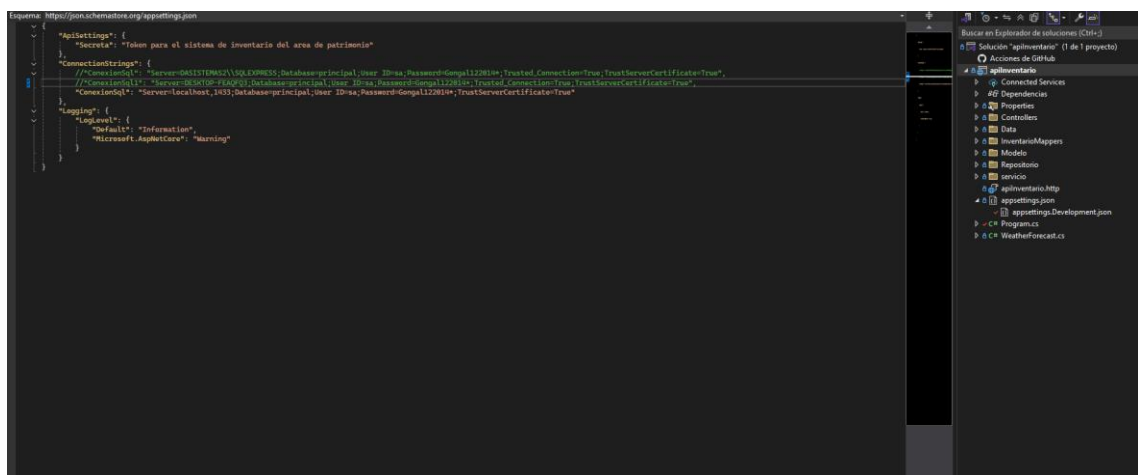 Esquema: https://json.schemastore.org/appsettings.json
{
"ApiSettings": {
"Secreta": "Token para el sistema de inventario del area de patrimonio"
},
"ConnectionStrings": {
//"ConexionSql": "Server=DASISTEMAS2\\SQLEXPRESS;Database=principal;User ID=sa;Password=Gongal122014*;Trusted_Connection=True;TrustServerCertificate=True",
//"ConexionSql1": "Server=DESKTOP-FEAQFQJ;Database=principal;User ID=sa;Password=Gongal122014*;Trusted_Connection=True;TrustServerCertificate=True",
"ConexionSql": "Server=localhost,1433;Database=principal;User ID=sa;Password=Gongal122014*;TrustServerCertificate=True"
},
"Logging": {
"LogLevel": {
"Default": "Information",
"Microsoft.AspNetCore": "Warning"
}
}
}
Buscar en Explorador de soluciones (Ctrl+;)
Solución "apiInventario" (1 de 1 proyecto)
Acciones de GitHub
apiInventario
Connected Services
Dependencias
Properties
Controllers
Data
InventarioMappers
Modelo
Repositorio
servicio
apiInventario.http
appsettings.json
appsettings.Development.json
C# Program.cs
C# WeatherForecast.cs